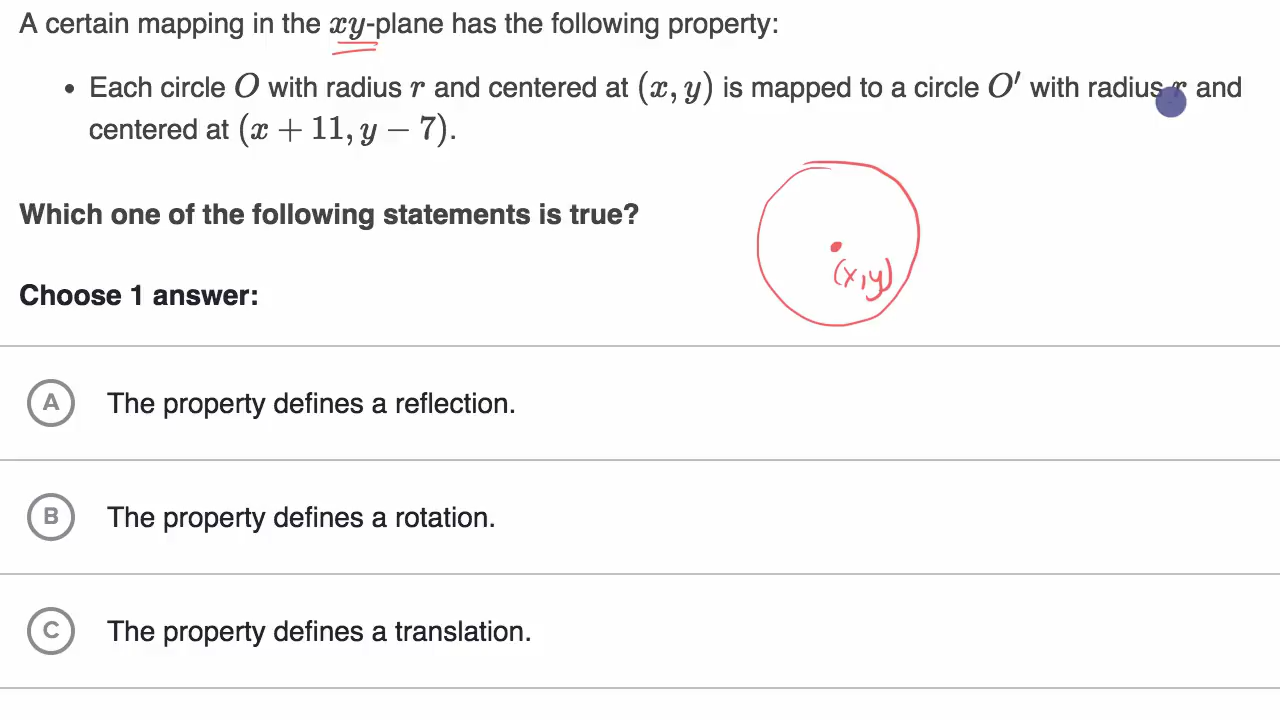 A certain mapping in the xy-plane has the following property:
• Each circle O with radius r and centered at (x, y) is mapped to a circle O′ with radius r and
centered at (x + 11, y − 7).
Which one of the following statements is true?
(x,y)
Choose 1 answer:
A The property defines a reflection.
B The property defines a rotation.
C The property defines a translation.